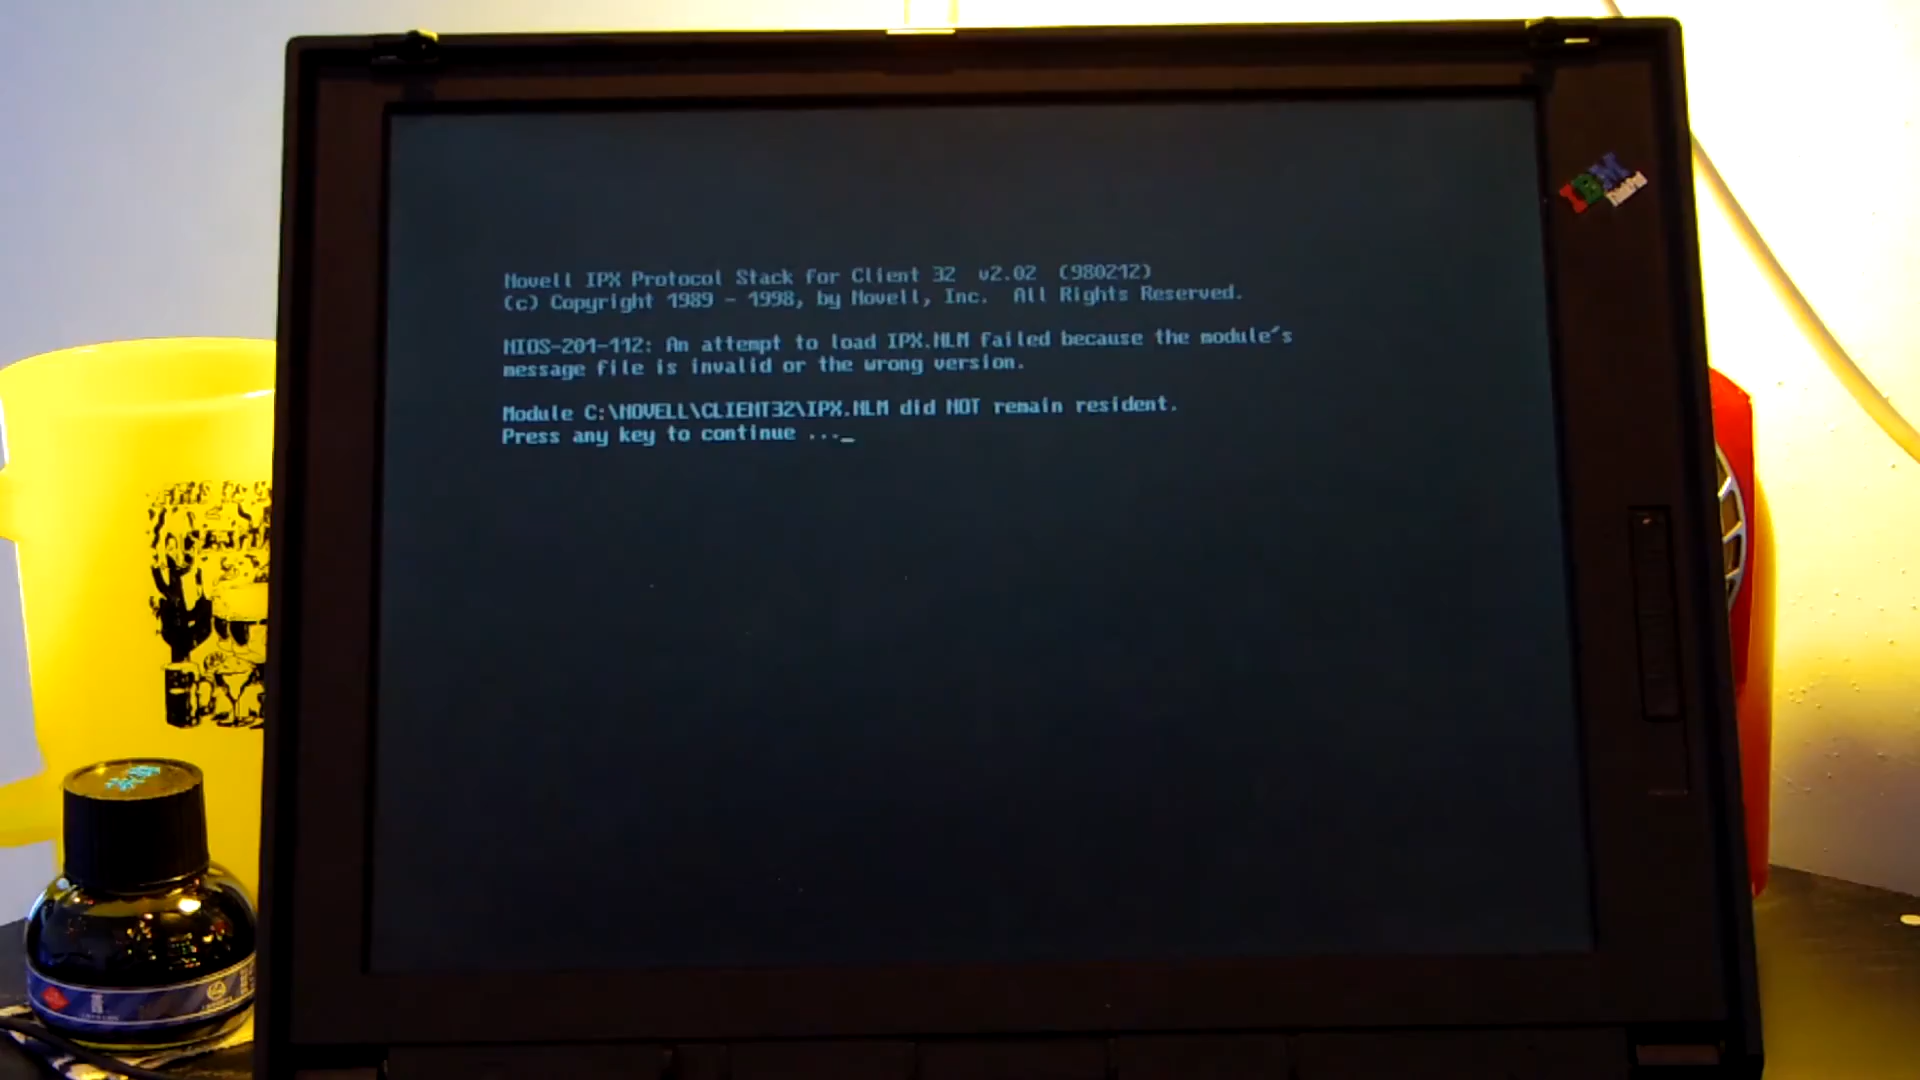 Novell IPX Protocol Stack for Client 32 v2.02 (980212)
(c) Copyright 1989 - 1998, by Novell, Inc. All Rights Reserved.
NIOS-201-112: An attempt to load IPX.NLM failed because the module's
message file is invalid or the wrong version.
Module C:\NOVELL\CLIENT32\IPX.NLM did NOT remain resident.
Press any key to continue ..._
IBM
ThinkPad